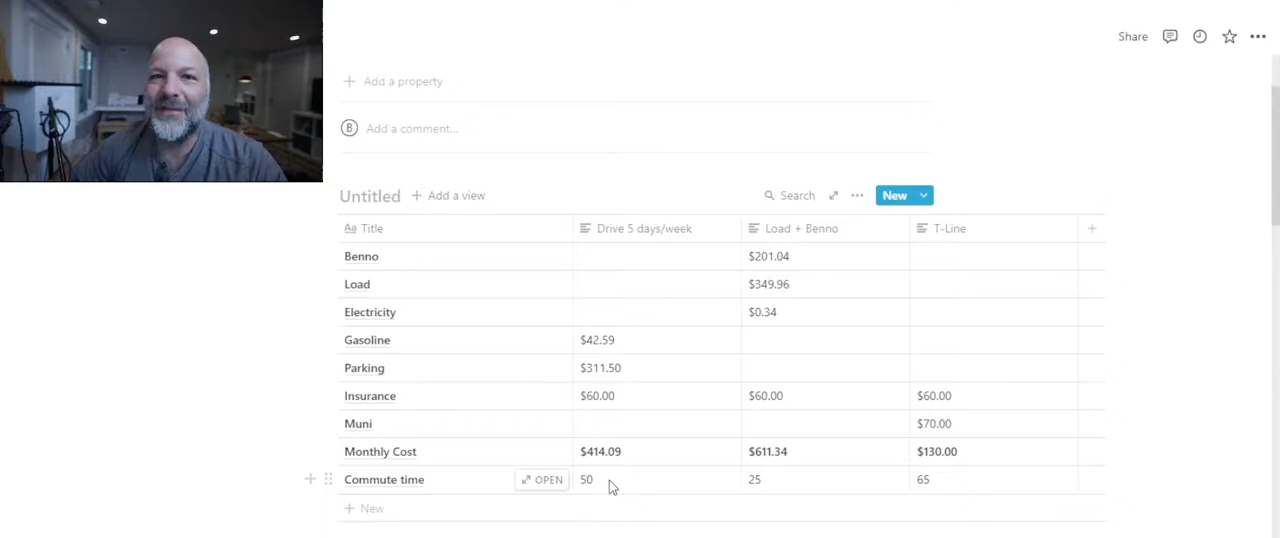 Share
Add a property
B Add a comment...
Untitled + Add a view Search New
Aa Title Drive 5 days/week Load + Benno T-Line +
Benno $201.04
Load $349.96
Electricity $0.34
Gasoline $42.59
Parking $311.50
Insurance $60.00 $60.00 $60.00
Muni $70.00
Monthly Cost $414.09 $611.34 $130.00
Commute time OPEN 50 25 65
+ New